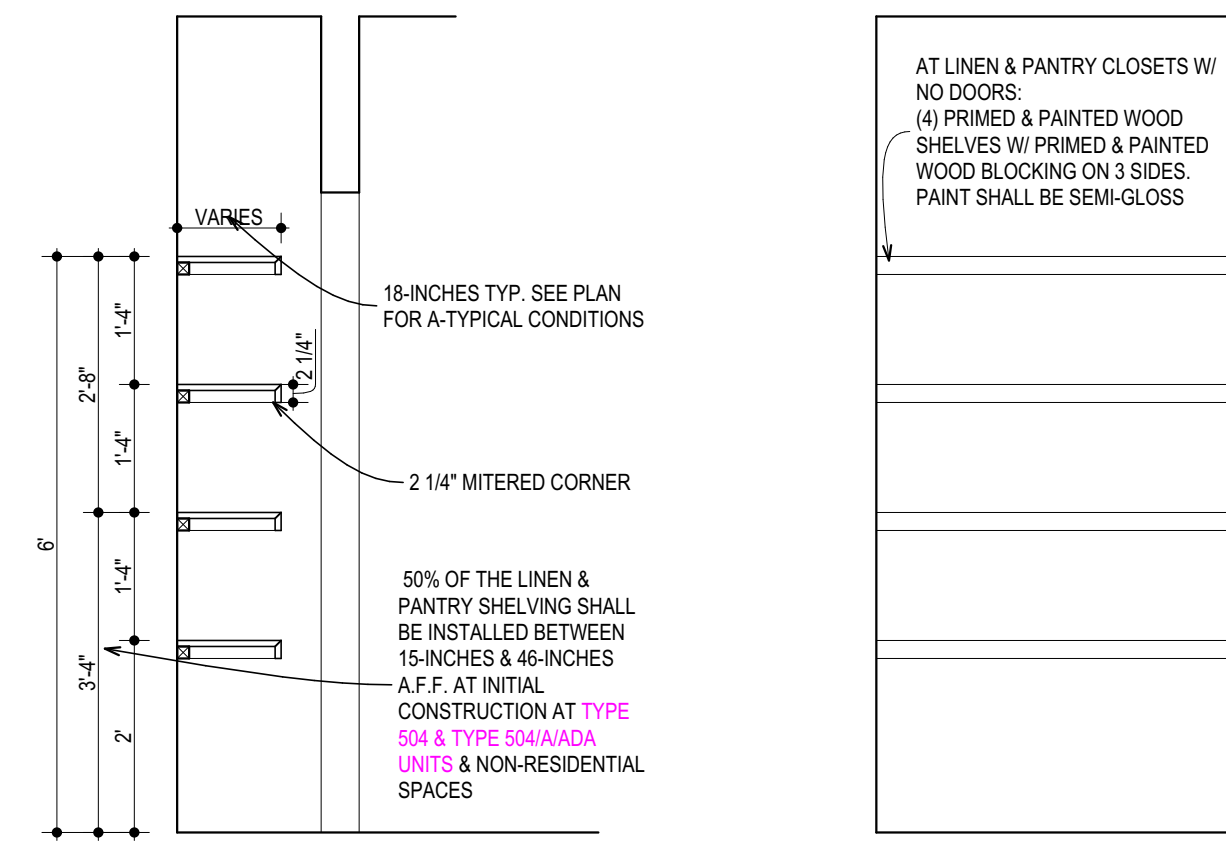 VARIES
18-INCHES TYP. SEE PLAN
FOR A-TYPICAL CONDITIONS
1'-4"
2 1/4"
2'-8"
1'-4"
2 1/4" MITERED CORNER
6'
1'-4"
3'-4"
2'
50% OF THE LINEN &
PANTRY SHELVING SHALL
BE INSTALLED BETWEEN
15-INCHES & 46-INCHES
A.F.F. AT INITIAL
CONSTRUCTION AT TYPE
504 & TYPE 504/A/ADA
UNITS & NON-RESIDENTIAL
SPACES
AT LINEN & PANTRY CLOSETS W/
NO DOORS:
(4) PRIMED & PAINTED WOOD
SHELVES W/ PRIMED & PAINTED
WOOD BLOCKING ON 3 SIDES.
PAINT SHALL BE SEMI-GLOSS